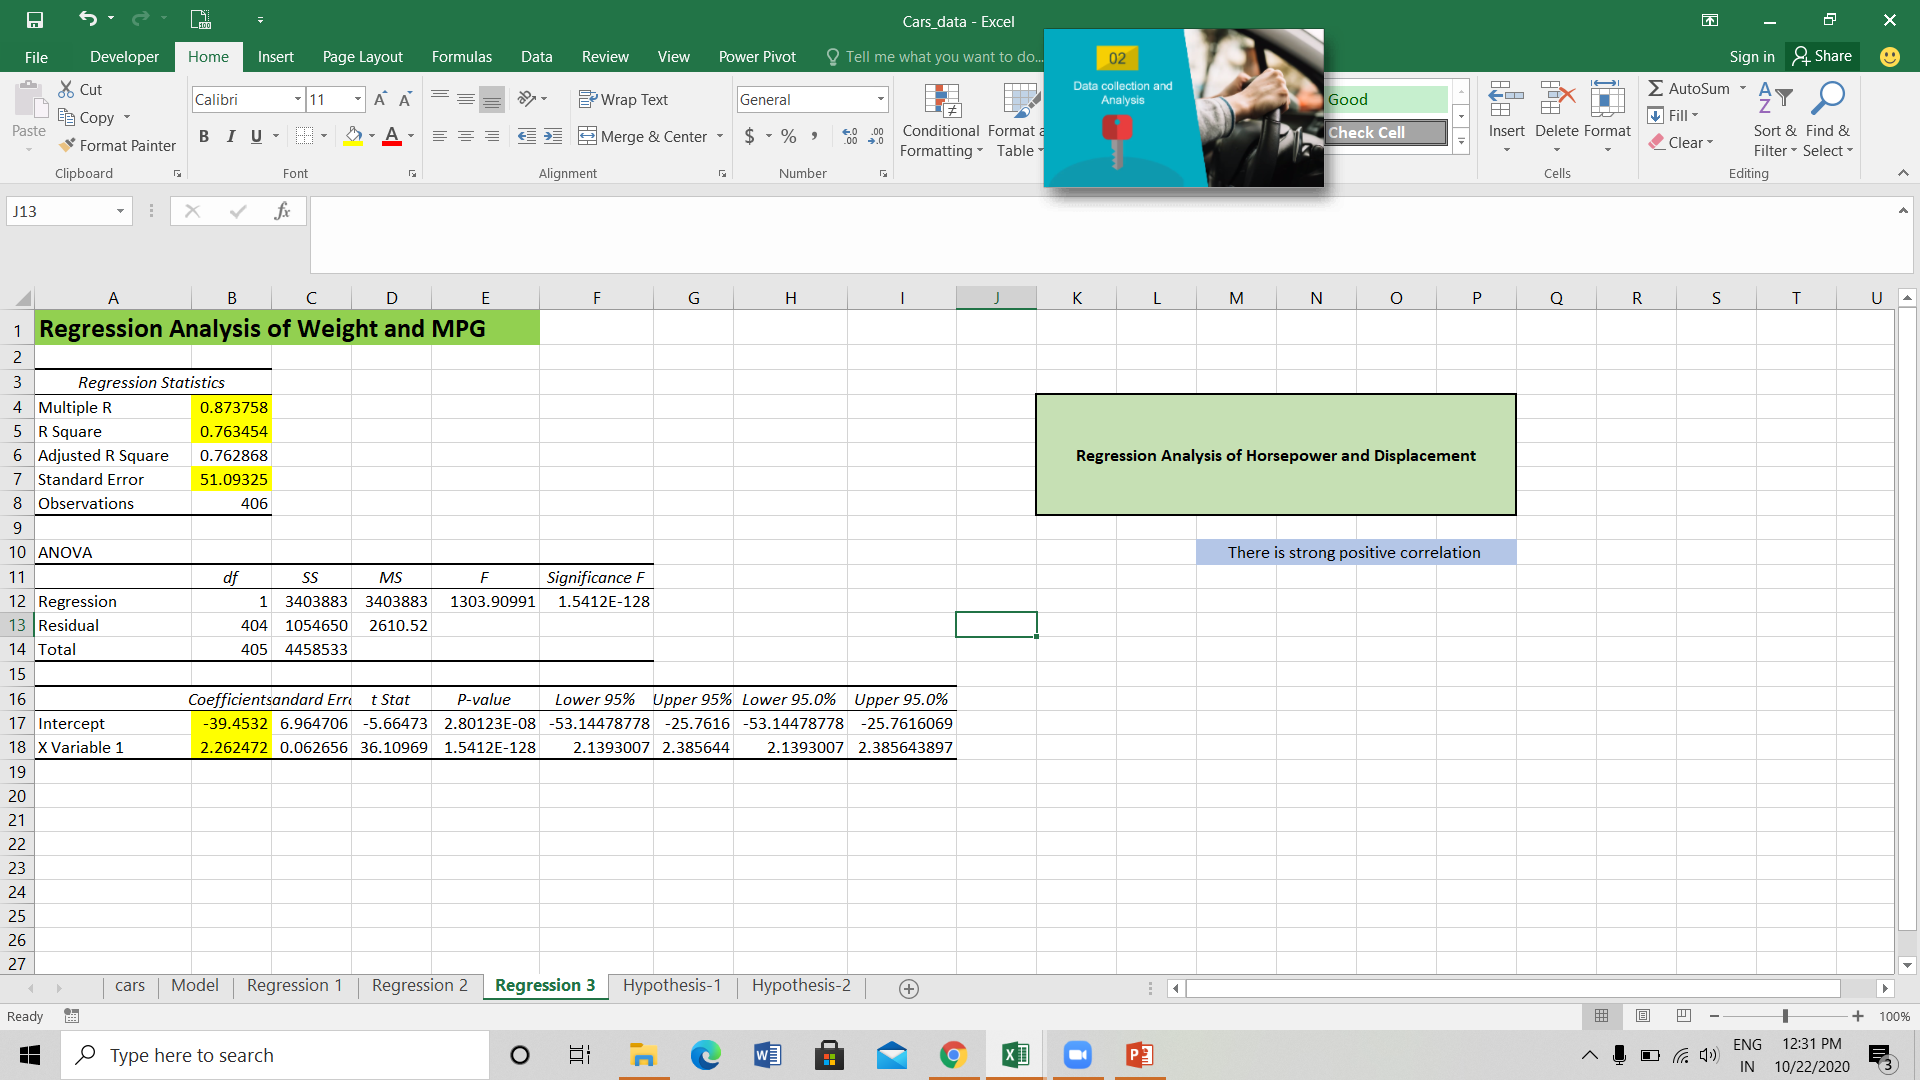 Cars_data - Excel
File Developer Home Insert Page Layout Formulas Data Review View Power Pivot Tell me what you want to do... Sign in Share
Paste
Cut
Copy
Format Painter
Clipboard
Calibri 11 A A
B I U A
Font
Wrap Text
Merge & Center
Alignment
General
$ % , .00 .00
Number
Conditional Formatting
Format a
Table
02
Data collection and
Analysis
Good
Check Cell
Insert Delete Format
Cells
AutoSum
Fill
Clear
Sort & Filter
Find & Select
Editing
J13 fx
A B C D E F G H I J K L M N O P Q R S T U
1 Regression Analysis of Weight and MPG
2
3 Regression Statistics
4 Multiple R 0.873758
5 R Square 0.763454
6 Adjusted R Square 0.762868
7 Standard Error 51.09325
8 Observations 406
Regression Analysis of Horsepower and Displacement
9
10 ANOVA There is strong positive correlation
11 df SS MS F Significance F
12 Regression 1 3403883 3403883 1303.90991 1.5412E-128
13 Residual 404 1054650 2610.52
14 Total 405 4458533
15
16 Coefficients andard Erro t Stat P-value Lower 95% Upper 95% Lower 95.0% Upper 95.0%
17 Intercept -39.4532 6.964706 -5.66473 2.80123E-08 -53.14478778 -25.7616 -53.14478778 -25.7616069
18 X Variable 1 2.262472 0.062656 36.10969 1.5412E-128 2.1393007 2.385644 2.1393007 2.385643897
19
20
21
22
23
24
25
26
27
cars Model Regression 1 Regression 2 Regression 3 Hypothesis-1 Hypothesis-2
Ready 100%
Type here to search
ENG
IN
12:31 PM
10/22/2020
3